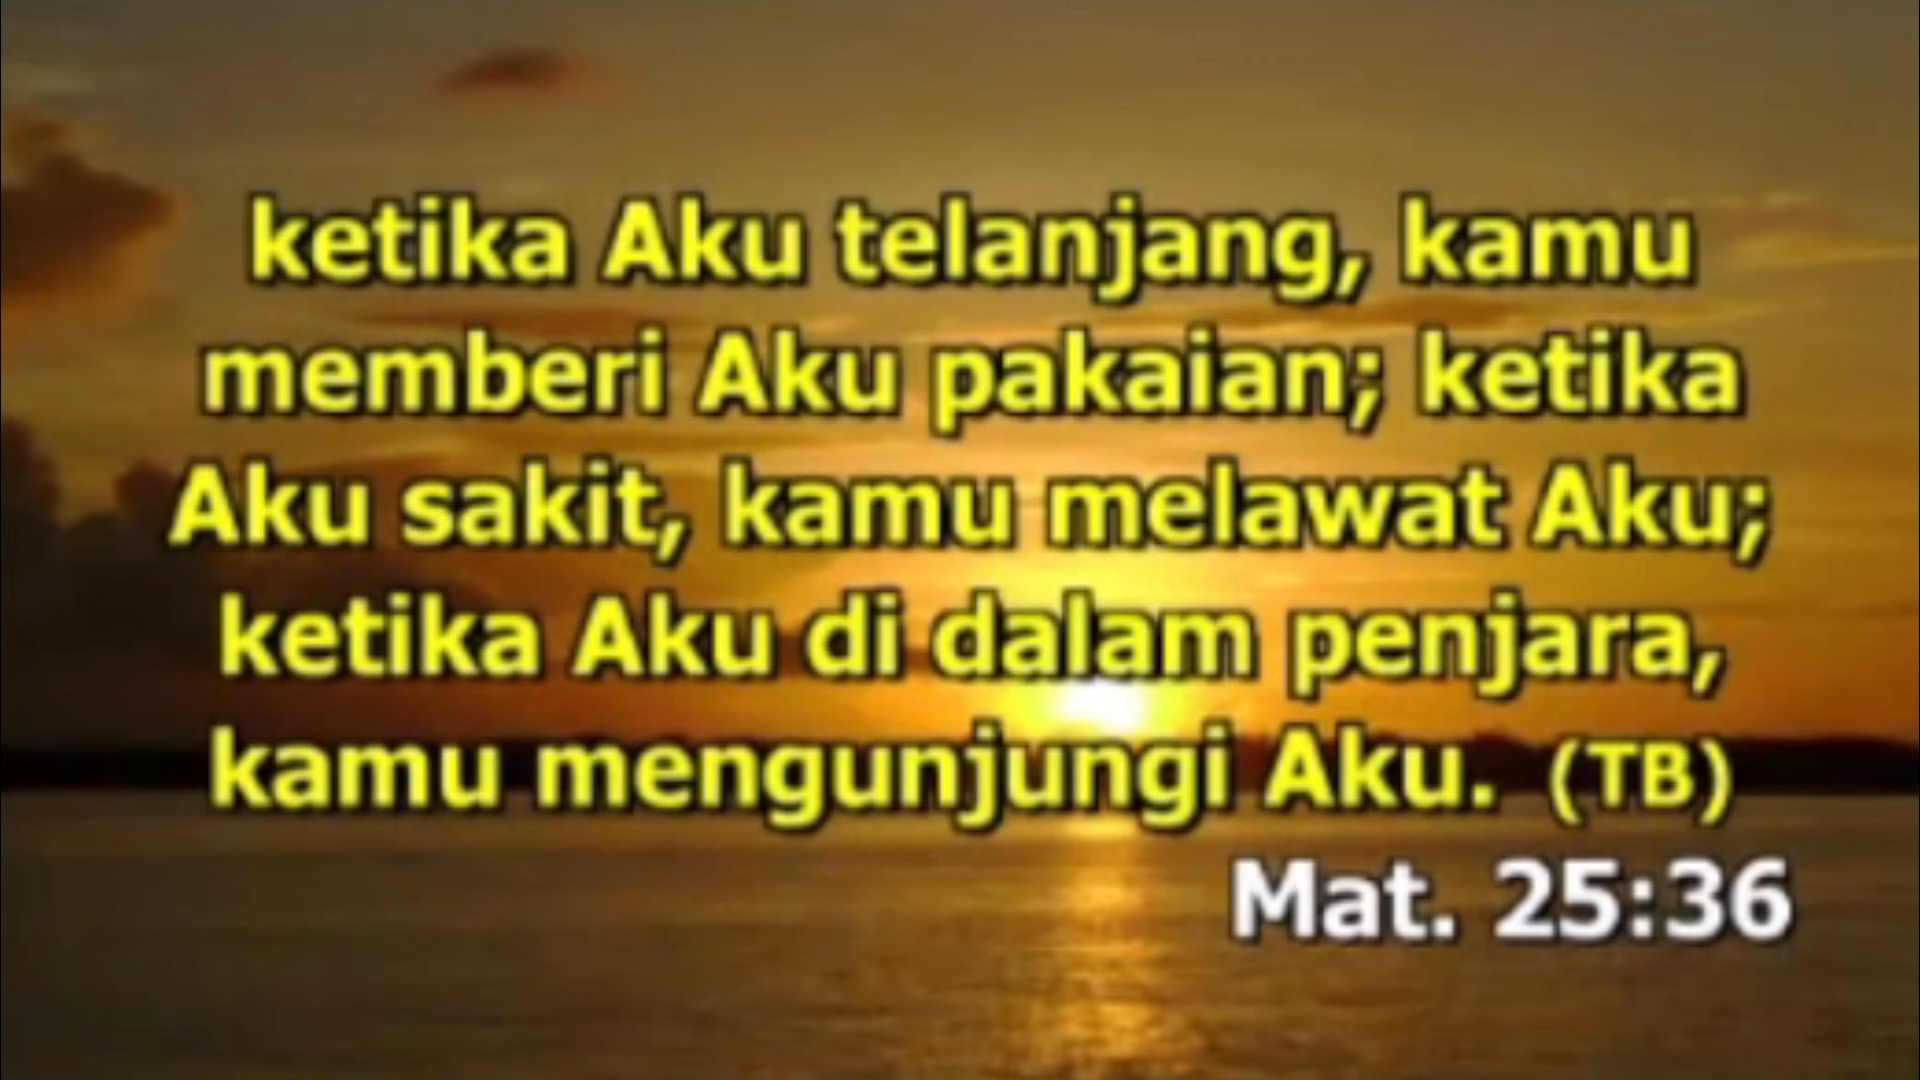 ketika Aku telanjang, kamu
memberi Aku pakaian; ketika
Aku sakit, kamu melawat Aku;
ketika Aku di dalam penjara,
kamu mengunjungi Aku. (TB)
Mat. 25:36